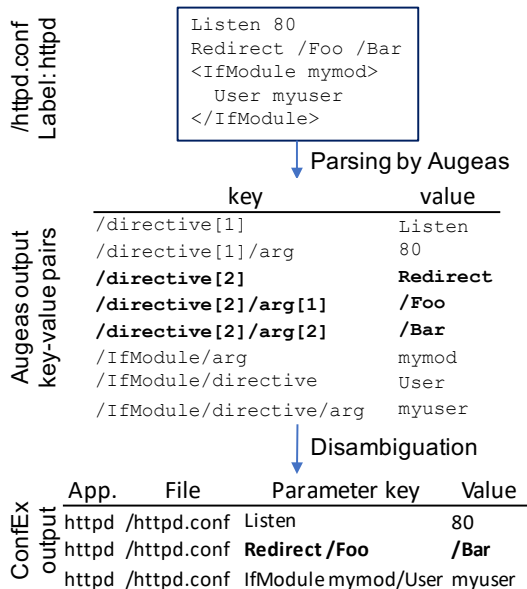 /httpd.conf
Label: httpd
Listen 80
Redirect /Foo /Bar
<IfModule mymod>
User myuser
</IfModule>
Parsing by Augeas
Augeas output
key-value pairs
key value
/directive[1] Listen
/directive[1]/arg 80
/directive[2] Redirect
/directive[2]/arg[1] /Foo
/directive[2]/arg[2] /Bar
/IfModule/arg mymod
/IfModule/directive User
/IfModule/directive/arg myuser
Disambiguation
ConfEx
output
App. File Parameter key Value
httpd /httpd.conf Listen 80
httpd /httpd.conf Redirect /Foo /Bar
httpd /httpd.conf IfModule mymod/User myuser